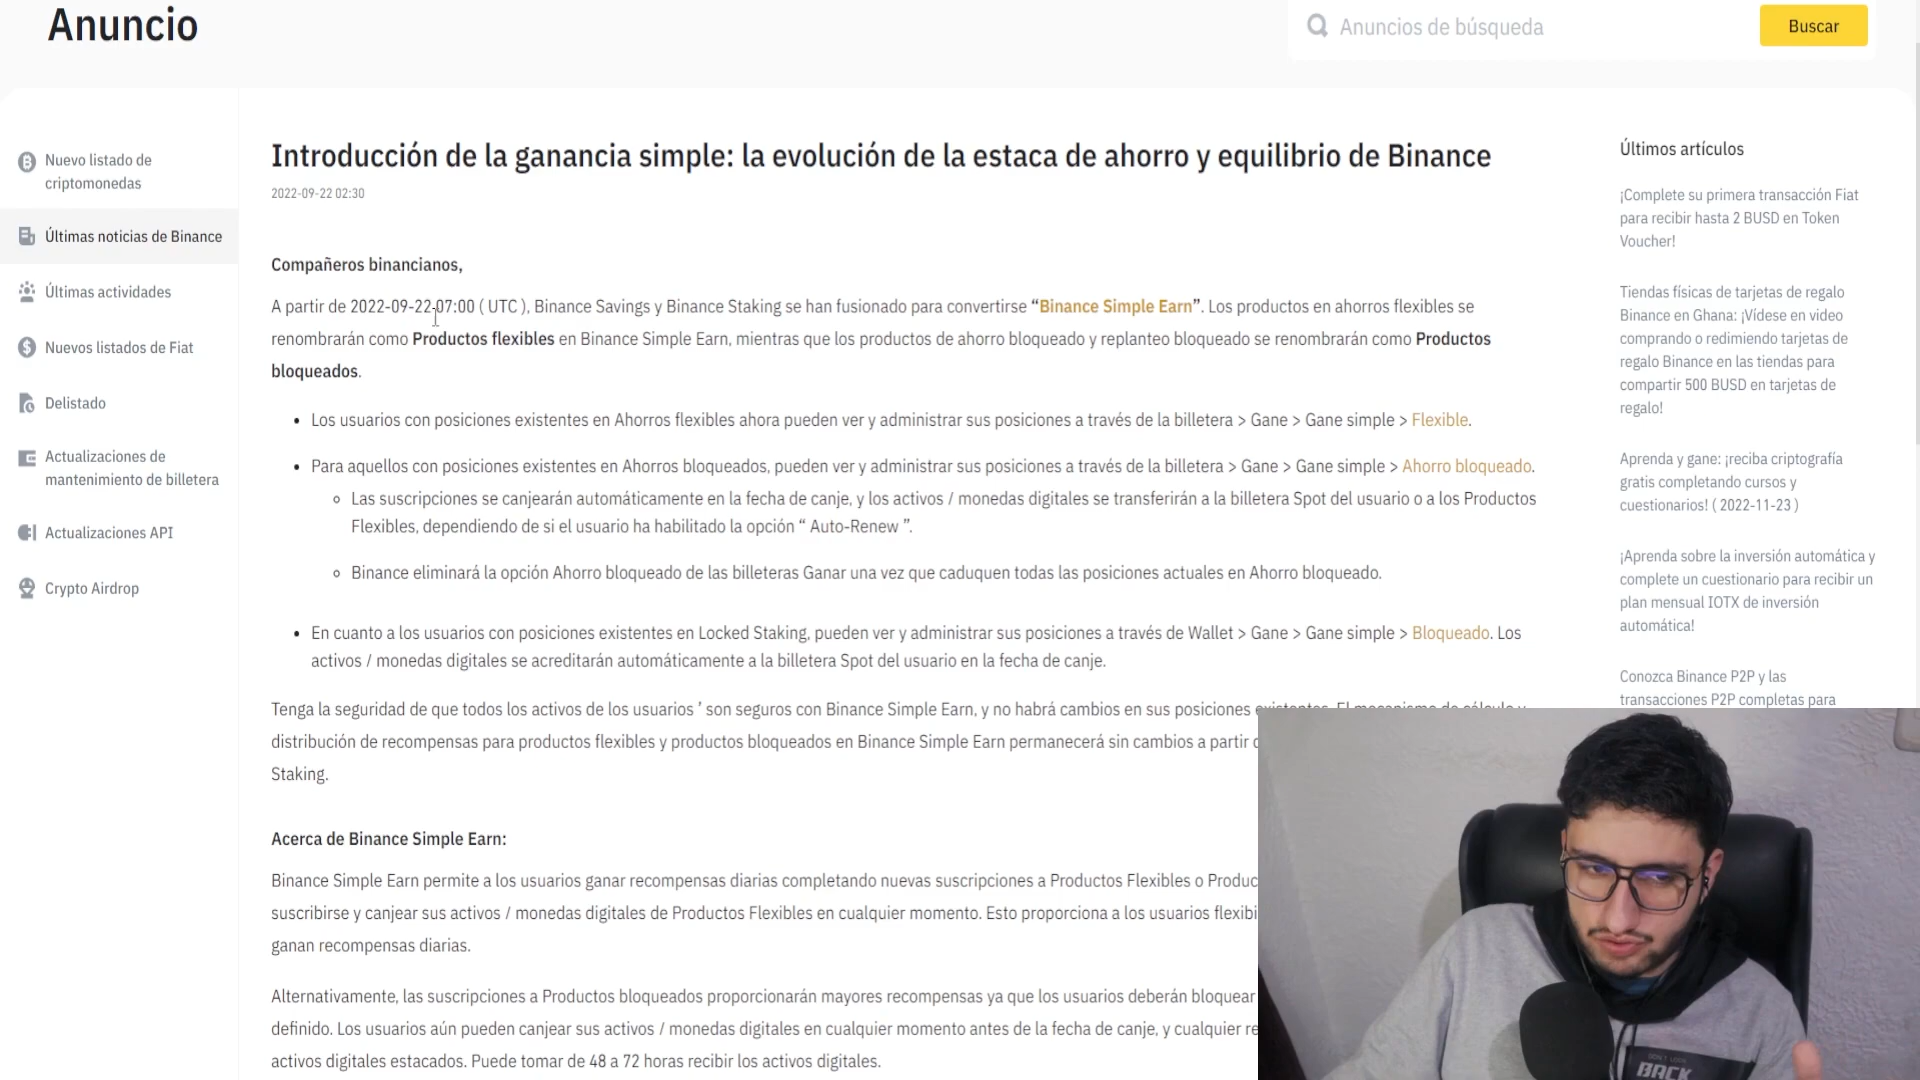 Anuncio
Anuncios de búsqueda
Buscar
Nuevo listado de
criptomonedas
Últimas noticias de Binance
Últimas actividades
Nuevos listados de Fiat
Delistado
Actualizaciones de
mantenimiento de billetera
Actualizaciones API
Crypto Airdrop
Introducción de la ganancia simple: la evolución de la estaca de ahorro y equilibrio de Binance
2022-09-22 02:30
Compañeros binancianos,
A partir de 2022-09-22 07:00 ( UTC ), Binance Savings y Binance Staking se han fusionado para convertirse “Binance Simple Earn”. Los productos en ahorros flexibles se
renombrarán como Productos flexibles en Binance Simple Earn, mientras que los productos de ahorro bloqueado y replanteo bloqueado se renombrarán como Productos
bloqueados.
• Los usuarios con posiciones existentes en Ahorros flexibles ahora pueden ver y administrar sus posiciones a través de la billetera > Gane > Gane simple > Flexible.
• Para aquellos con posiciones existentes en Ahorros bloqueados, pueden ver y administrar sus posiciones a través de la billetera > Gane > Gane simple > Ahorro bloqueado.
◦ Las suscripciones se canjearán automáticamente en la fecha de canje, y los activos / monedas digitales se transferirán a la billetera Spot del usuario o a los Productos
Flexibles, dependiendo de si el usuario ha habilitado la opción “ Auto-Renew ”.
◦ Binance eliminará la opción Ahorro bloqueado de las billeteras Ganar una vez que caduquen todas las posiciones actuales en Ahorro bloqueado.
• En cuanto a los usuarios con posiciones existentes en Locked Staking, pueden ver y administrar sus posiciones a través de Wallet > Gane > Gane simple > Bloqueado. Los
activos / monedas digitales se acreditarán automáticamente a la billetera Spot del usuario en la fecha de canje.
Tenga la seguridad de que todos los activos de los usuarios ’ son seguros con Binance Simple Earn, y no habrá cambios en sus posiciones
distribución de recompensas para productos flexibles y productos bloqueados en Binance Simple Earn permanecerá sin cambios a partir
Staking.
Acerca de Binance Simple Earn:
Binance Simple Earn permite a los usuarios ganar recompensas diarias completando nuevas suscripciones a Productos Flexibles o
suscribirse y canjear sus activos / monedas digitales de Productos Flexibles en cualquier momento. Esto proporciona a los usuarios
ganan recompensas diarias.
Alternativamente, las suscripciones a Productos bloqueados proporcionarán mayores recompensas ya que los usuarios deberán bloquear
definido. Los usuarios aún pueden canjear sus activos / monedas digitales en cualquier momento antes de la fecha de canje, y cualquier
activos digitales estacados. Puede tomar de 48 a 72 horas recibir los activos digitales.
Últimos artículos
¡Complete su primera transacción Fiat
para recibir hasta 2 BUSD en Token
Voucher!
Tiendas físicas de tarjetas de regalo
Binance en Ghana: ¡Vídese en video
comprando o redimiendo tarjetas de
regalo Binance en las tiendas para
compartir 500 BUSD en tarjetas de
regalo!
Aprenda y gane: ¡reciba criptografía
gratis completando cursos y
cuestionarios! ( 2022-11-23 )
¡Aprenda sobre la inversión automática y
complete un cuestionario para recibir un
plan mensual IOTX de inversión
automática!
Conozca Binance P2P y las
transacciones P2P completas para
DON'T LOOK
BACK